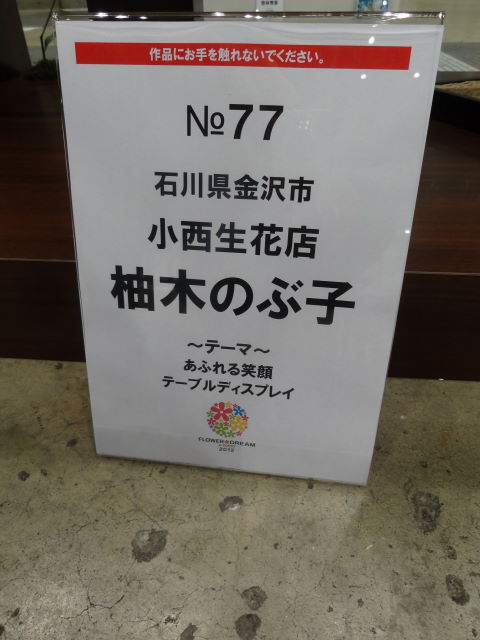 作品にお手を触れないでください。
№77
石川県金沢市
小西生花店
柚木のぶ子
～テーマ～
あふれる笑顔
テーブルディスプレイ
FLOWER★DREAM
2012